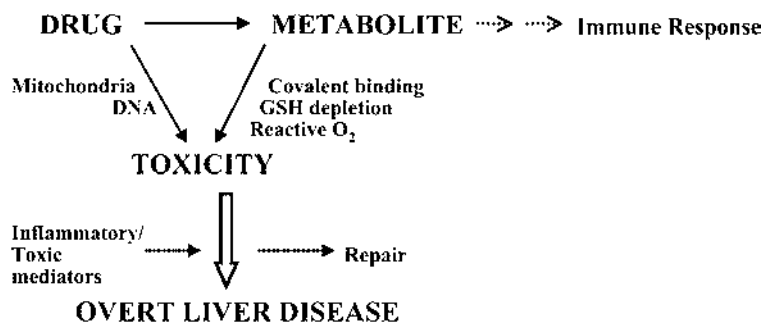 DRUG METABOLITE Immune Response
Mitochondria
DNA
Covalent binding
GSH depletion
Reactive O₂
TOXICITY
Inflammatory/
Toxic
mediators
Repair
OVERT LIVER DISEASE